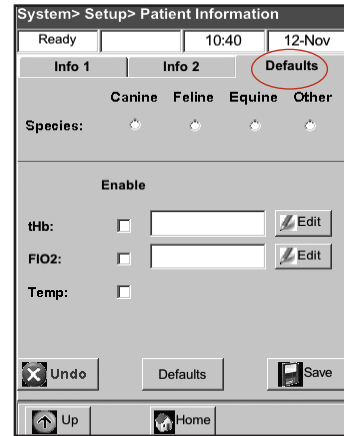 System> Setup> Patient Information
Ready 10:40 12-Nov
Info 1 Info 2 Defaults
Canine Feline Equine Other
Species:
Enable
tHb: Edit
FIO2: Edit
Temp:
Undo Defaults Save
Up Home